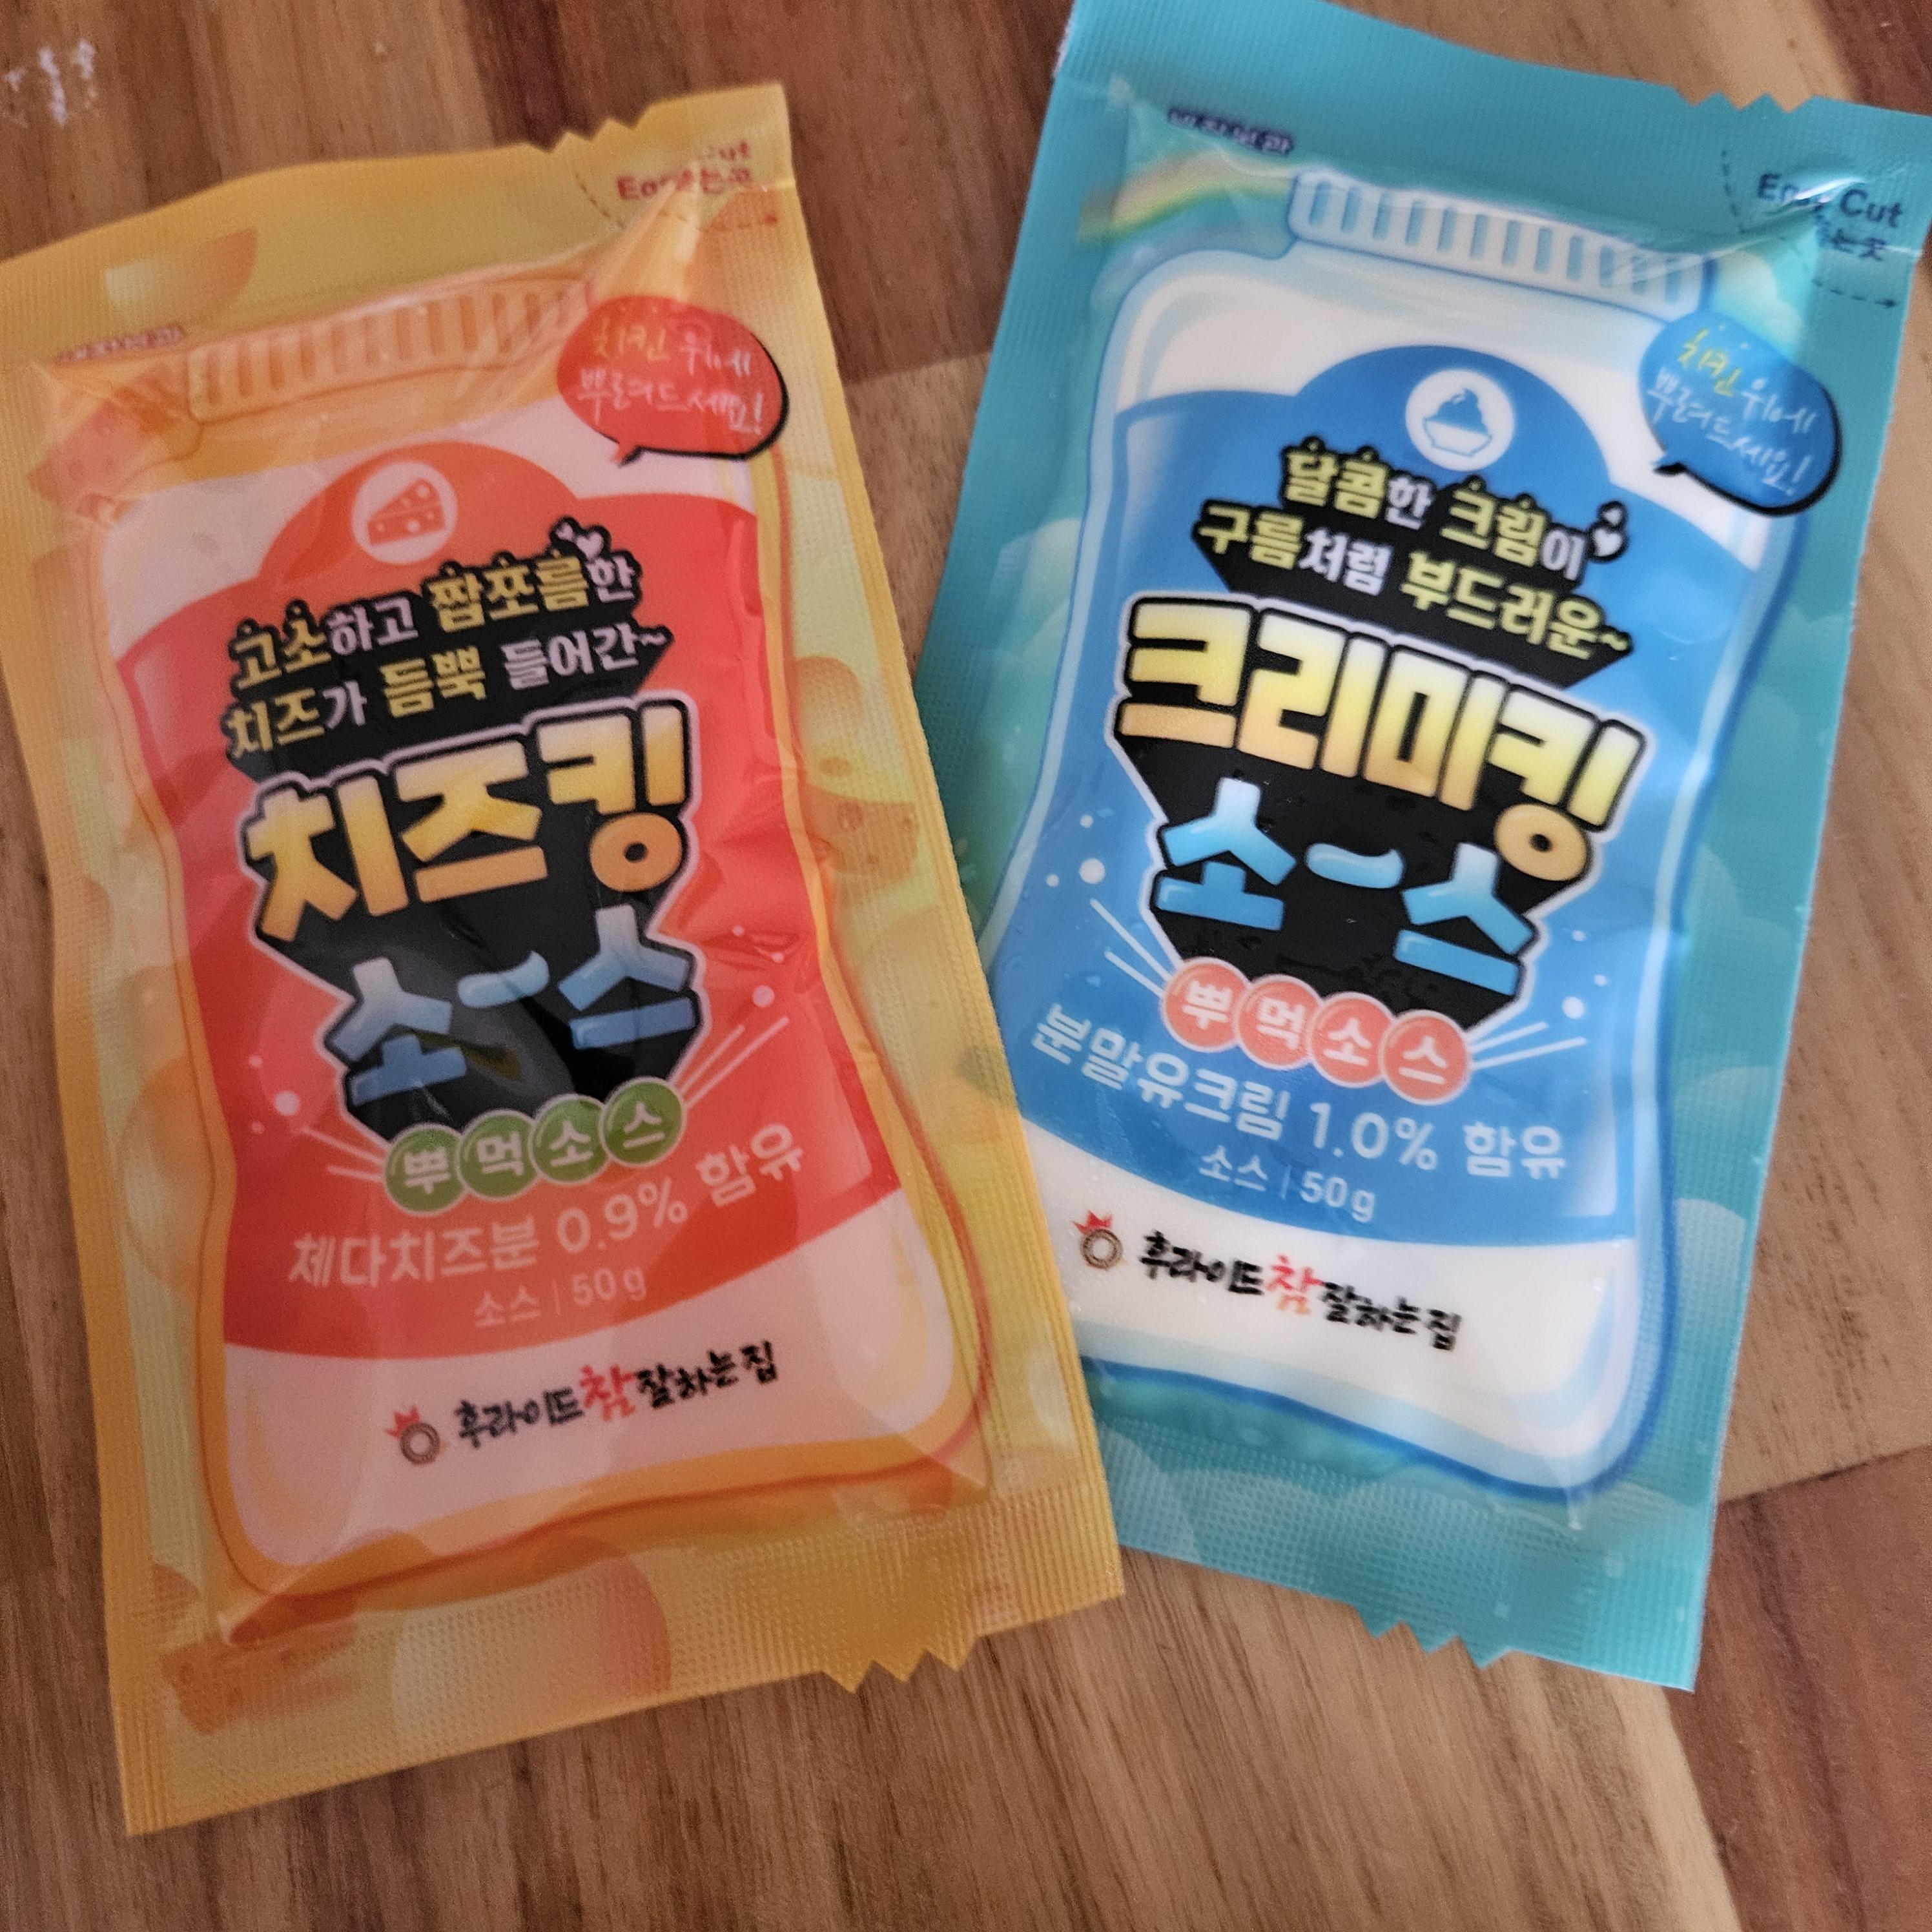 치킨 위에
뿌려드세요!
고소하고 짭쪼름한
치즈가 듬뿍 들어간~
치즈킹
소스
뿌먹소스
체다치즈분 0.9% 함유
소스 | 50g
후라이드참잘하는집
Easy Cut
치킨 위에
뿌려드세요!
달콤한 크림이
구름처럼 부드러운~
크리미킹
소스
뿌먹소스
분말유크림 1.0% 함유
소스 | 50g
후라이드참잘하는집